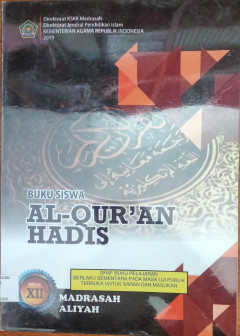 Direktorat KSKK Madrasah
Direktorat Jendral Pendidikan Islam
KEMENTERIAN AGAMA REPUBLIK INDONESIA
2019
BUKU SISWA
AL-QUR'AN
HADIS
DRAF BUKU PELAJARAN
BERLAKU SEMENTARA PADA MASA UJI PUBLIK
TERBUKA UNTUK SARAN DAN MASUKAN
XII
MADRASAH
ALIYAH